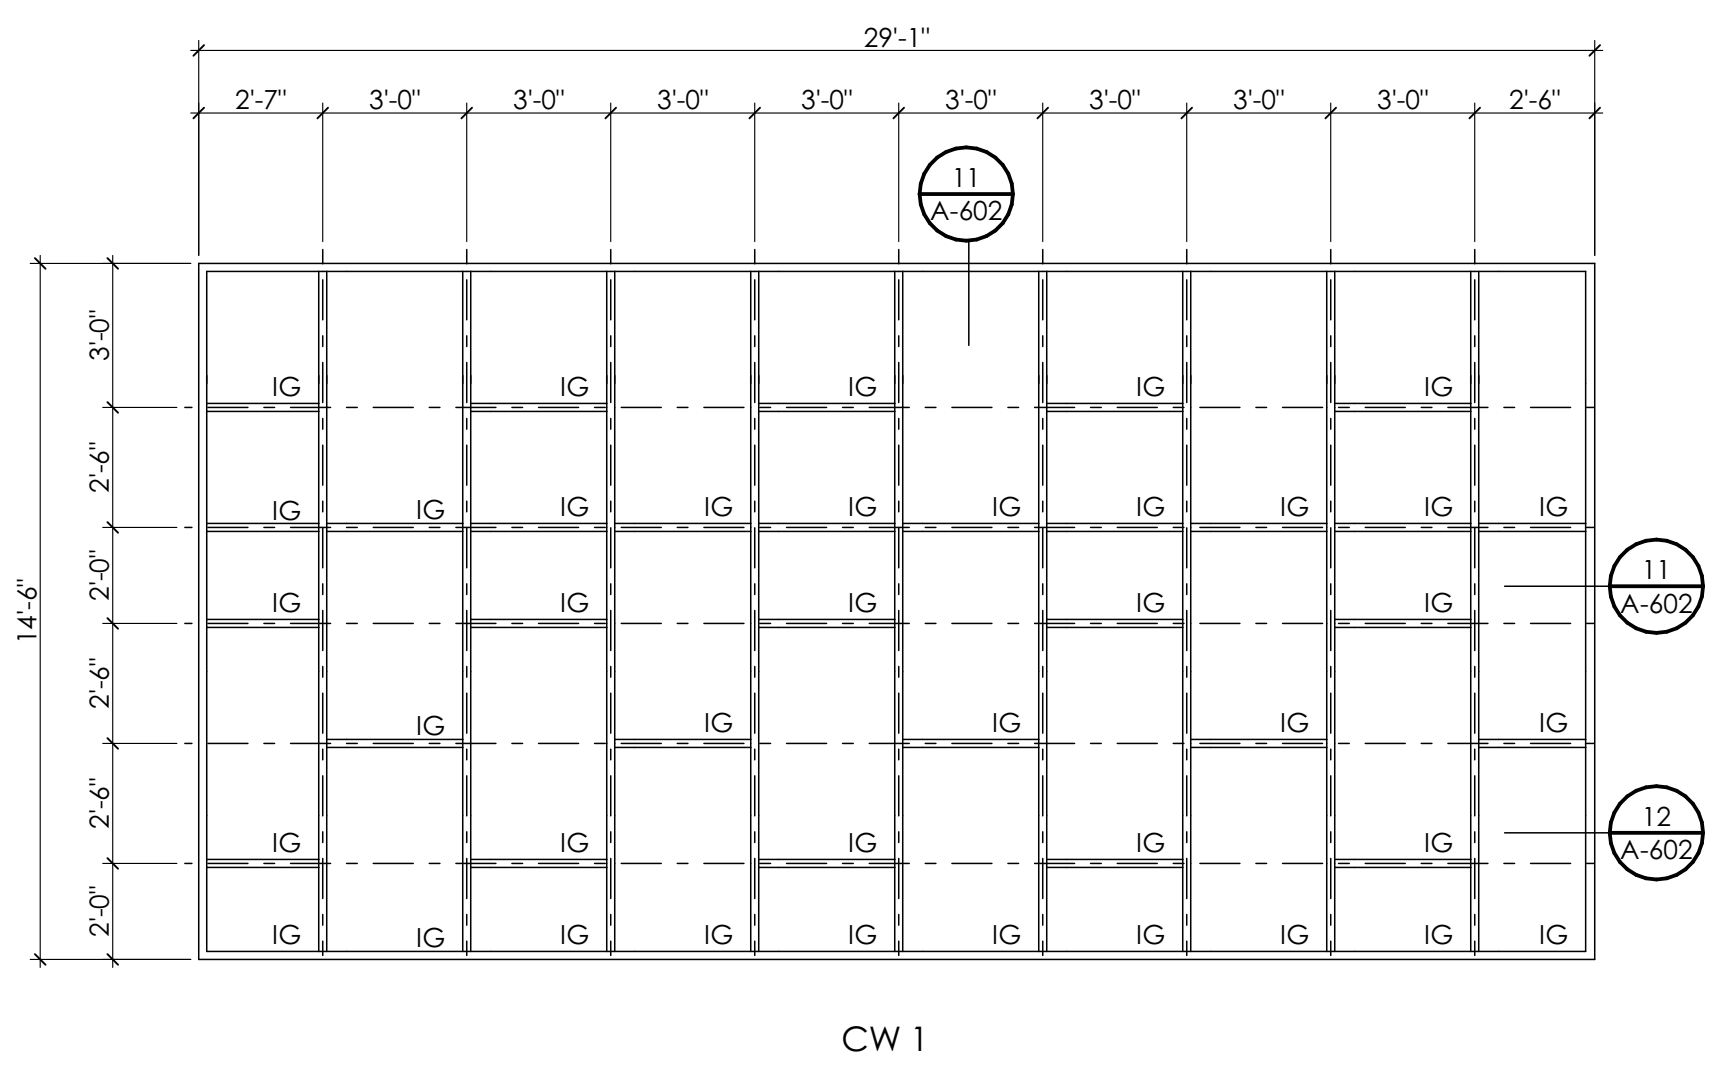 29'-1"
2'-7" 3'-0" 3'-0" 3'-0" 3'-0" 3'-0" 3'-0" 3'-0" 3'-0" 2'-6"
11
A-602
3'-0"
IG IG IG IG IG
2'-6"
IG IG IG IG IG IG IG IG IG IG
14'-6"
2'-0"
IG IG IG IG IG
11
A-602
2'-6"
IG IG IG IG IG
2'-6"
IG IG IG IG IG
12
A-602
2'-0"
IG IG IG IG IG IG IG IG IG IG
CW 1